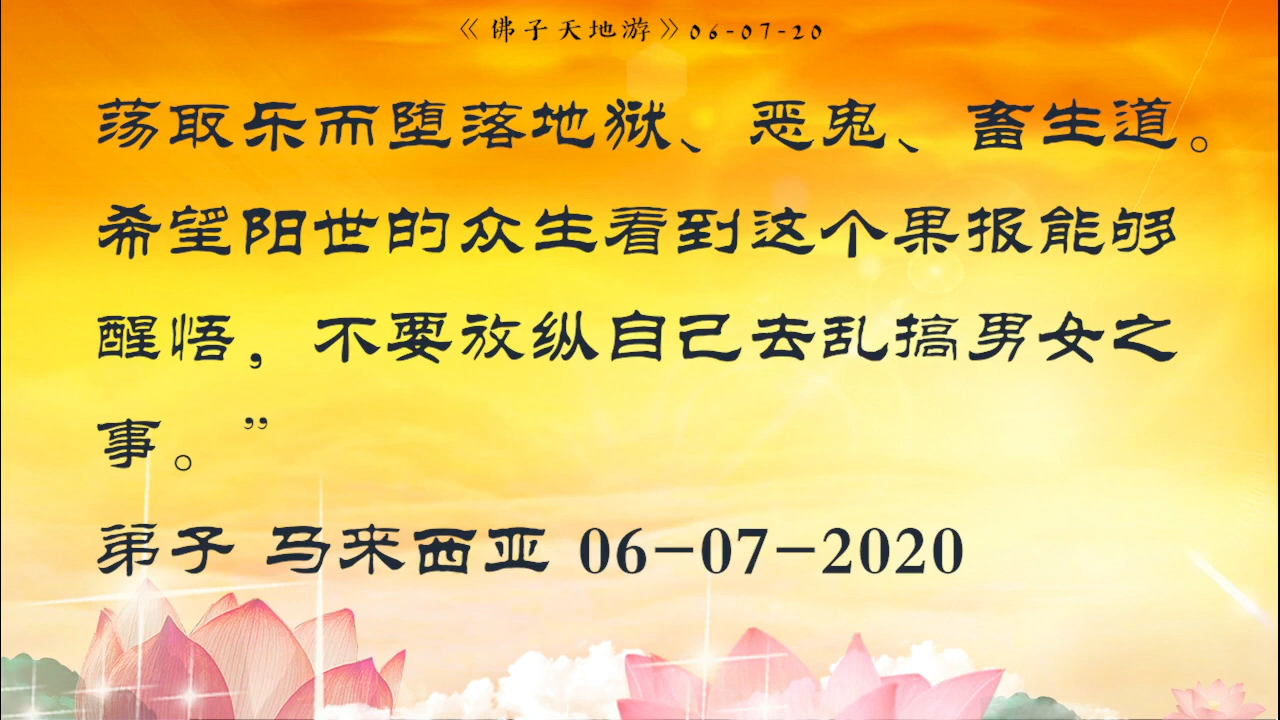 《佛子天地游》06-07-20
荡取乐而堕落地狱、恶鬼、畜生道。
希望阳世的众生看到这个果报能够
醒悟，不要放纵自己去乱搞男女之
事。”
弟子 马来西亚 06-07-2020